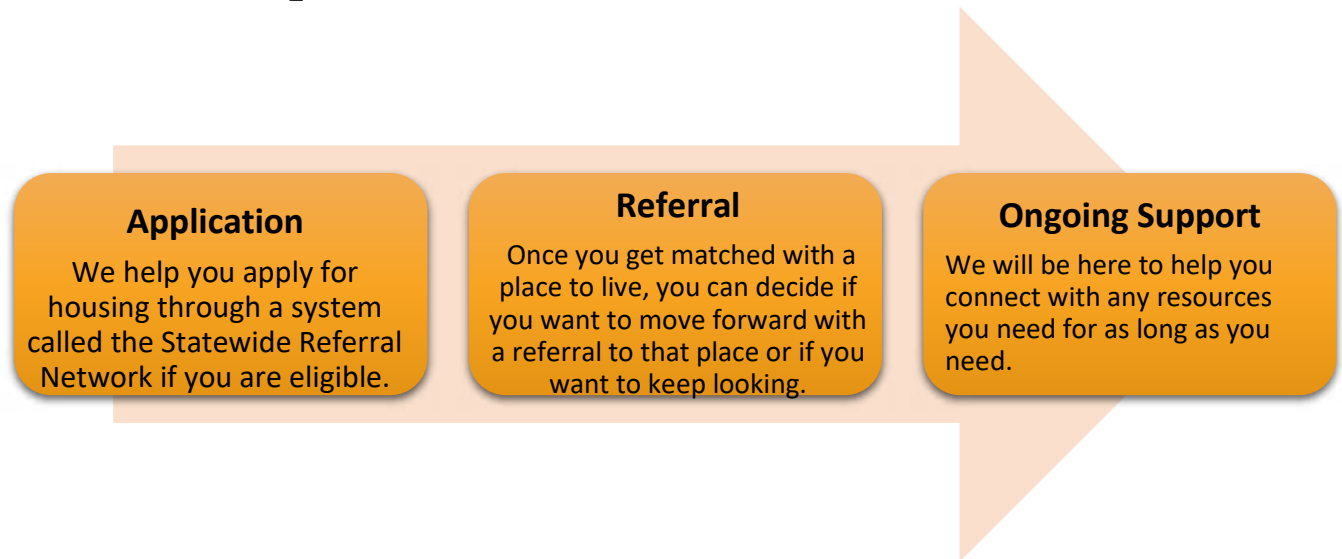 Application
We help you apply for
housing through a system
called the Statewide Referral
Network if you are eligible.
Referral
Once you get matched with a
place to live, you can decide if
you want to move forward with
a referral to that place or if you
want to keep looking.
Ongoing Support
We will be here to help you
connect with any resources
you need for as long as you
need.